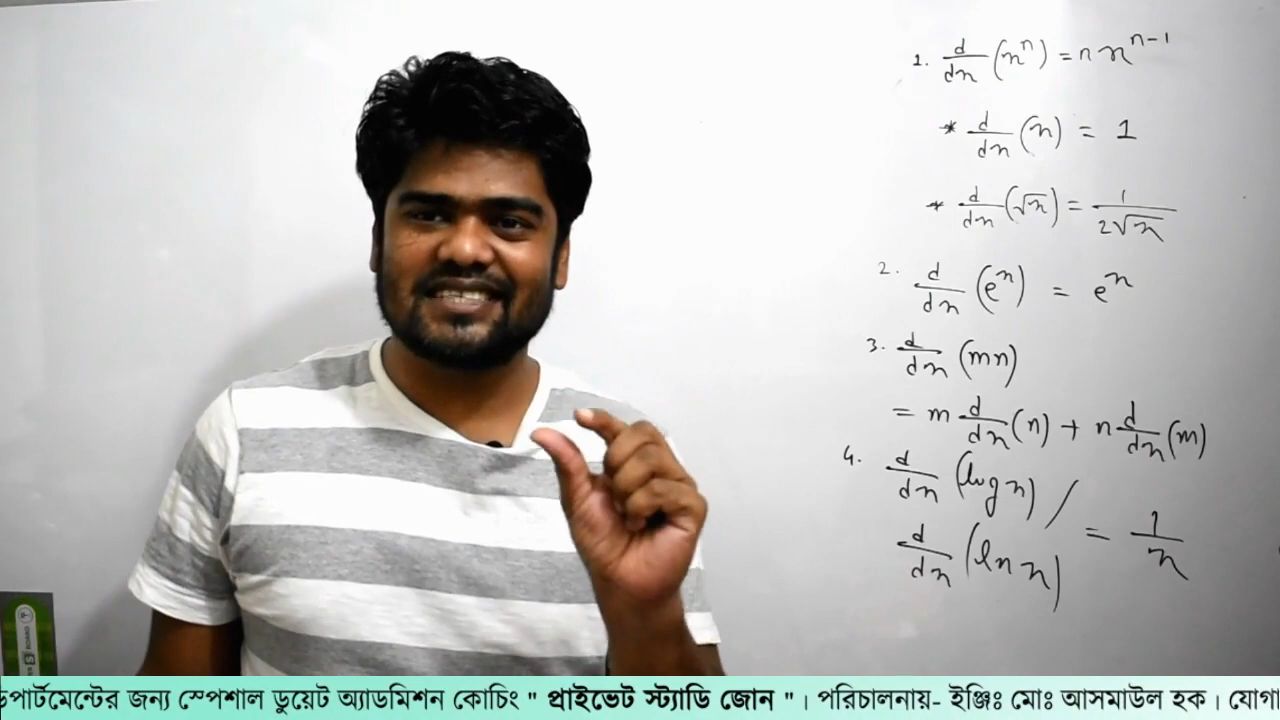 1. d/dx (x^n) = n x^(n-1)
* d/dx (x) = 1
* d/dx (√x) = 1/(2√x)
2. d/dx (e^x) = e^x
3. d/dx (mn)
= m d/dx (n) + n d/dx (m)
4. d/dx (log x) /
d/dx (ln x) = 1/x
ডপার্টমেন্টের জন্য স্পেশাল ডুয়েট অ্যাডমিশন কোচিং " প্রাইভেট স্ট্যাডি জোন " । পরিচালনায়- ইঞ্জিঃ মোঃ আসমাউল হক । যোগা